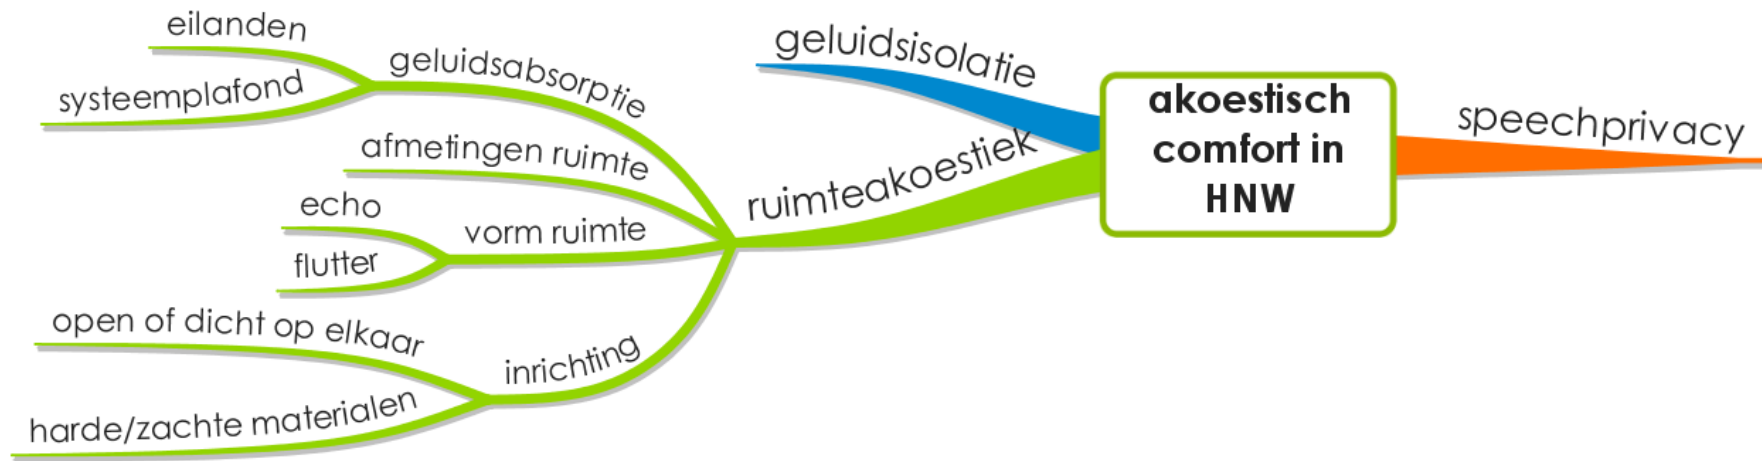 akoestisch
comfort in
HNW
speechprivacy
geluidsisolatie
ruimteakoestiek
geluidsabsorptie
eilanden
systeemplafond
afmetingen ruimte
vorm ruimte
echo
flutter
inrichting
open of dicht op elkaar
harde/zachte materialen